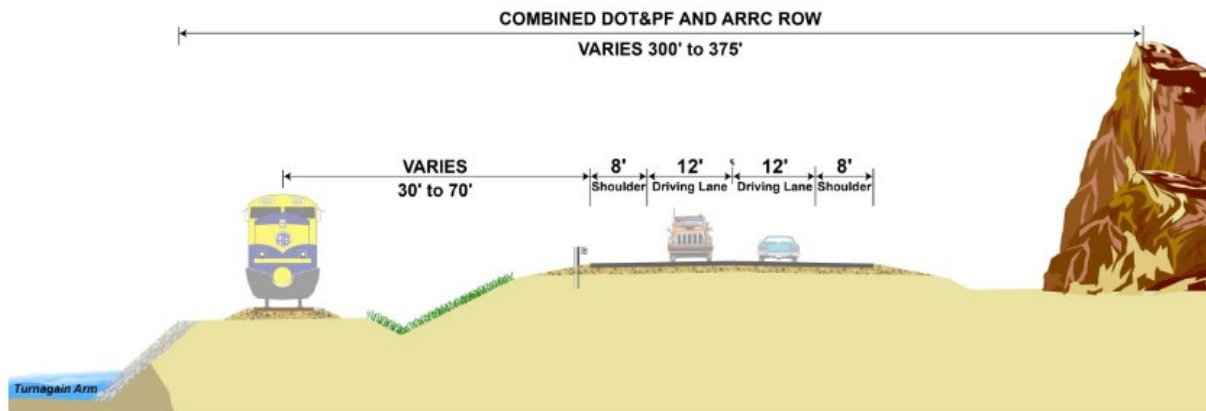 COMBINED DOT&PF AND ARRC ROW
VARIES 300' to 375'
VARIES
30' to 70'
8' 12' 12' 8'
Shoulder Driving Lane Driving Lane Shoulder
Turnagain Arm